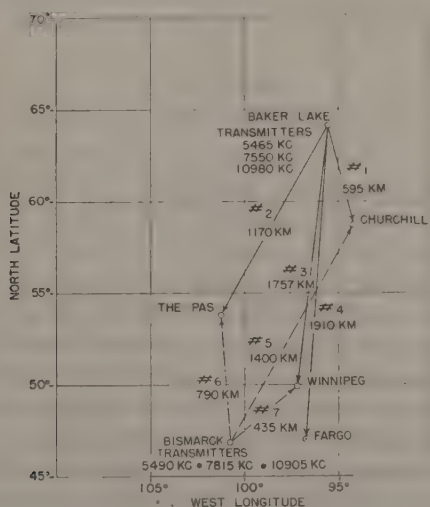 70°
65°
60°
55°
50°
45°
NORTH LATITUDE
BAKER LAKE
TRANSMITTERS
5465 KC
7550 KC
10980 KC
#1
595 KM
CHURCHILL
#2
1170 KM
#3
1757 KM
#4
1910 KM
THE PAS
#5
1400 KM
#6
790 KM
WINNIPEG
#7
435 KM
FARGO
BISMARCK
TRANSMITTERS
5490 KC • 7815 KC • 10905 KC
105° 100° 95°
WEST LONGITUDE